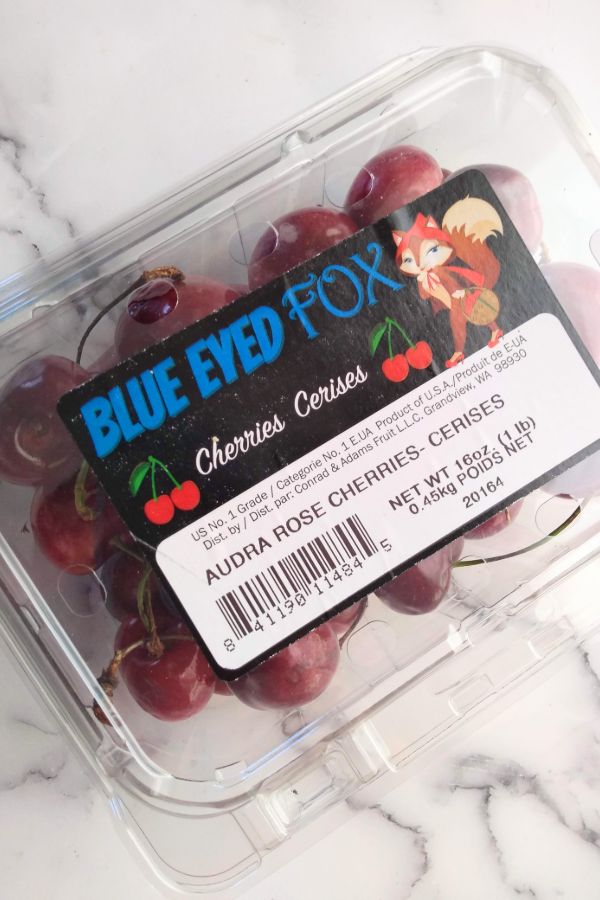 BLUE EYED FOX
Cherries Cerises
US No. 1 Grade / Categorie No. 1 E.UA Product of U.S.A./Produit de E-UA
Dist. by / Dist. par: Conrad & Adams Fruit L.L.C. Grandview, WA 98930
AUDRA ROSE CHERRIES- CERISES
NET WT 16oz. (1 lb)
0.45kg POIDS NET
20164
8 41190 11484 5